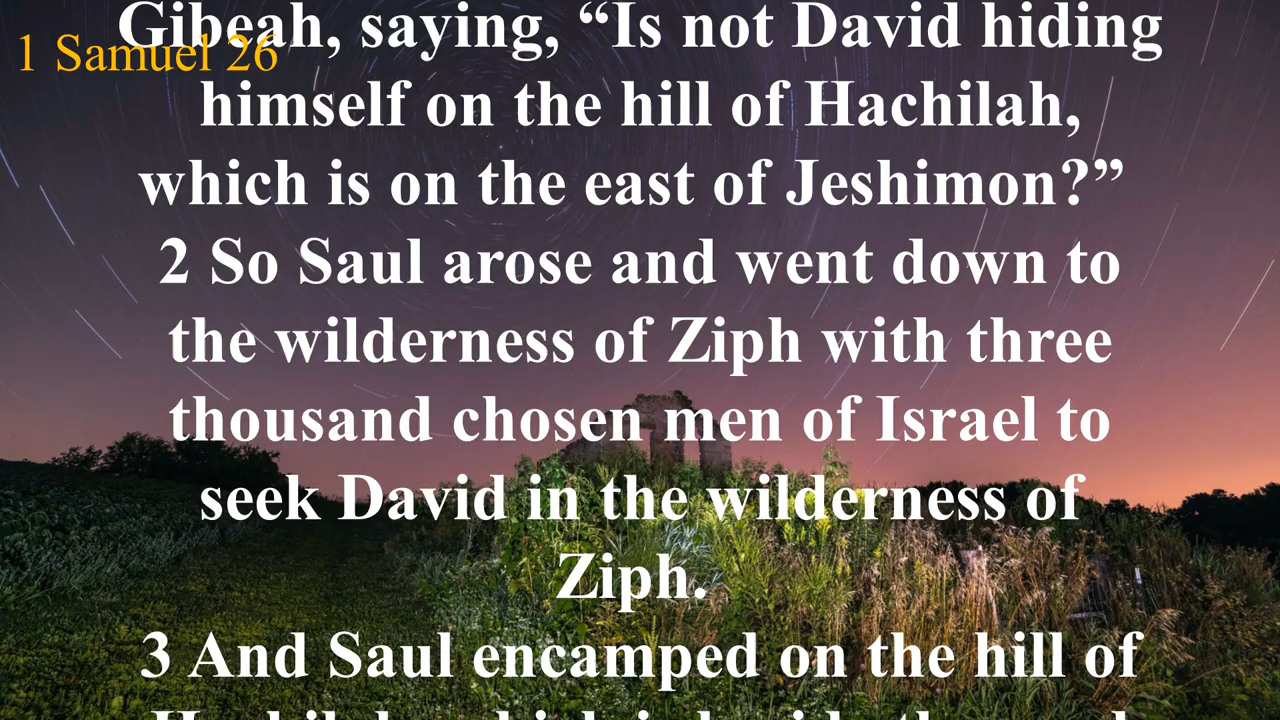 1 Samuel 26
Gibeah, saying, “Is not David hiding
himself on the hill of Hachilah,
which is on the east of Jeshimon?”
2 So Saul arose and went down to
the wilderness of Ziph with three
thousand chosen men of Israel to
seek David in the wilderness of
Ziph.
3 And Saul encamped on the hill of